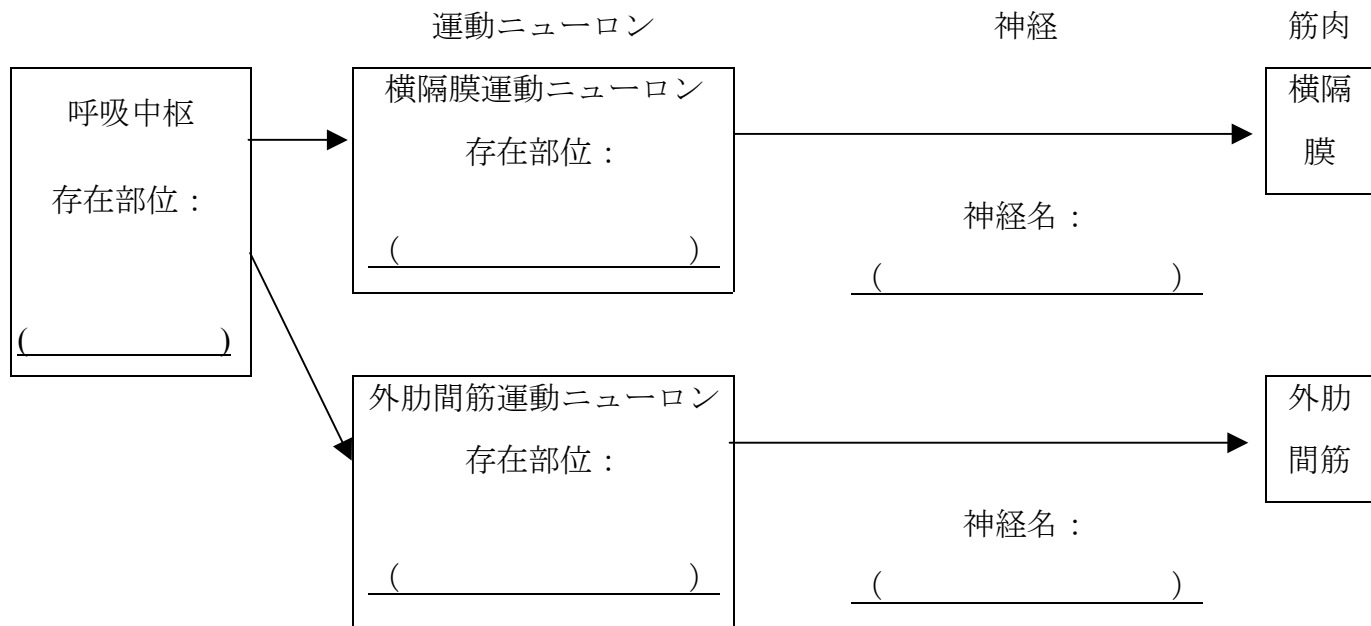 運動ニューロン 神経 筋肉
呼吸中枢
存在部位：
( )
横隔膜運動ニューロン
存在部位：
( )
神経名：
( )
横隔
膜
外肋間筋運動ニューロン
存在部位：
( )
神経名：
( )
外肋
間筋